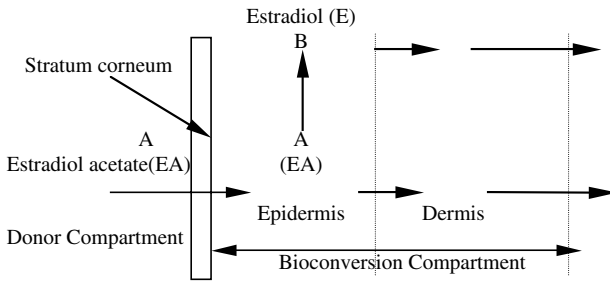 Estradiol (E)
B
Stratum corneum
A
Estradiol acetate(EA)
A
(EA)
Epidermis
Dermis
Donor Compartment
Bioconversion Compartment